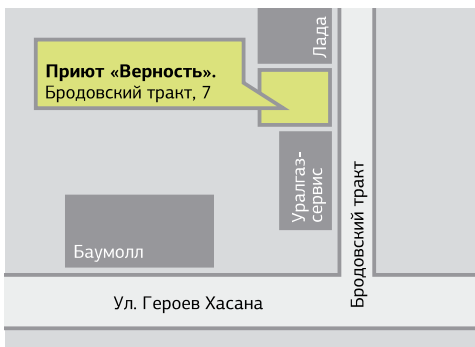 Лада
Приют «Верность».
Бродовский тракт, 7
Уралгаз-
сервис
Бродовский тракт
Баумолл
Ул. Героев Хасана